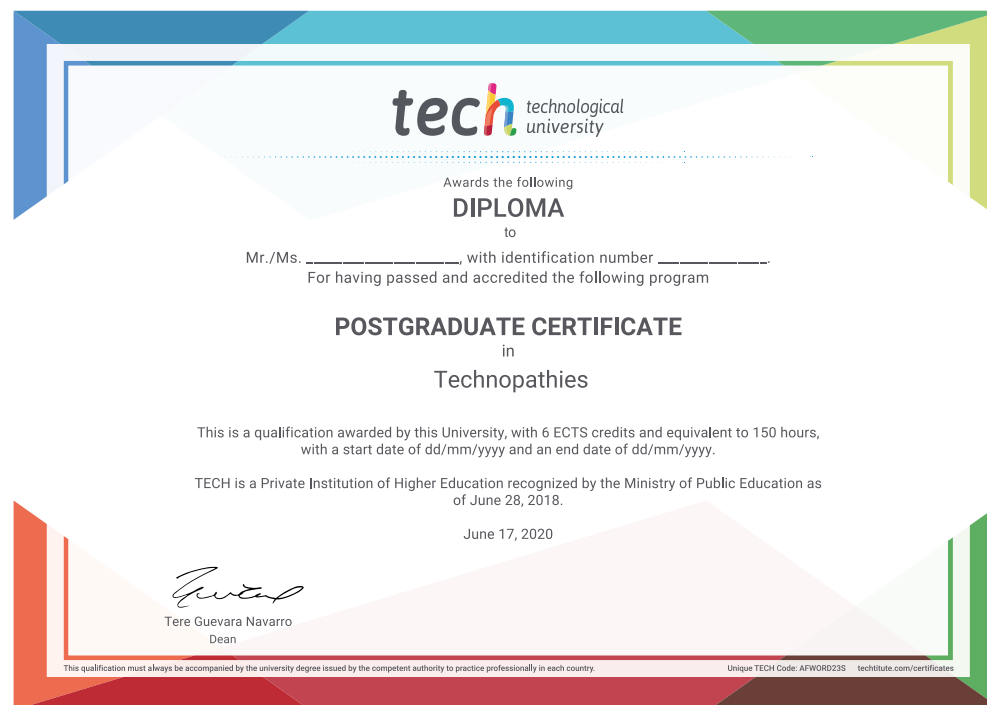 tech technological
university
Awards the following
DIPLOMA
to
Mr./Ms. ____________________, with identification number ______________.
For having passed and accredited the following program
POSTGRADUATE CERTIFICATE
in
Technopathies
This is a qualification awarded by this University, with 6 ECTS credits and equivalent to 150 hours,
with a start date of dd/mm/yyyy and an end date of dd/mm/yyyy.
TECH is a Private Institution of Higher Education recognized by the Ministry of Public Education as
of June 28, 2018.
June 17, 2020
Tere Guevara Navarro
Dean
This qualification must always be accompanied by the university degree issued by the competent authority to practice professionally in each country.
Unique TECH Code: AFWORD23S techtitute.com/certificates